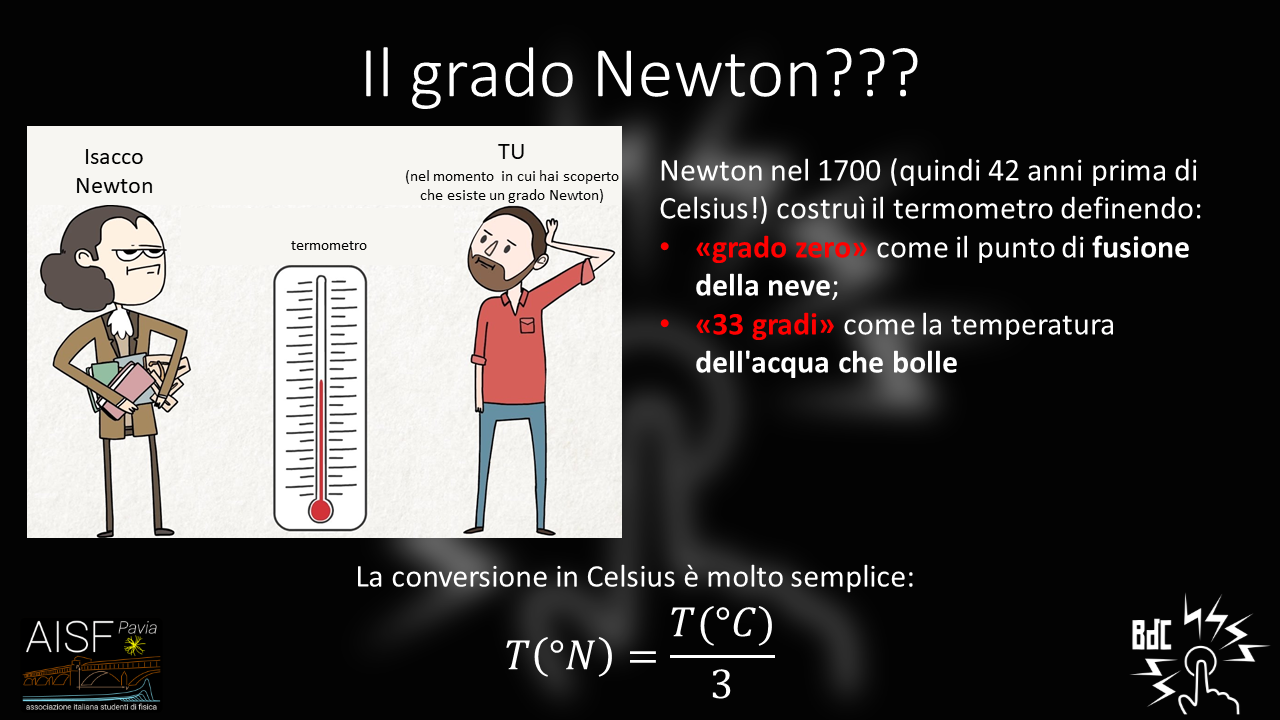 Il grado Newton???
Isacco
Newton
termometro
TU
(nel momento in cui hai scoperto
che esiste un grado Newton)
Newton nel 1700 (quindi 42 anni prima di
Celsius!) costruì il termometro definendo:
• «grado zero» come il punto di fusione
della neve;
• «33 gradi» come la temperatura
dell'acqua che bolle
La conversione in Celsius è molto semplice:
T(°N) = T(°C)/3
AISF Pavia
associazione italiana studenti di fisica
BdC